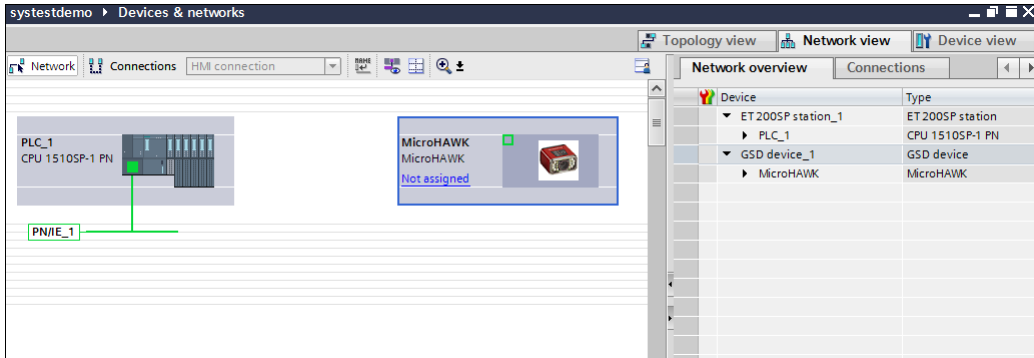 systestdemo ▸ Devices & networks
Topology view Network view Device view
Network Connections HMI connection
Network overview Connections
Device Type
ET200SP station_1 ET200SP station
PLC_1 CPU 1510SP-1 PN
GSD device_1 GSD device
MicroHAWK MicroHAWK
PLC_1
CPU 1510SP-1 PN
MicroHAWK
MicroHAWK
Not assigned
PN/IE_1